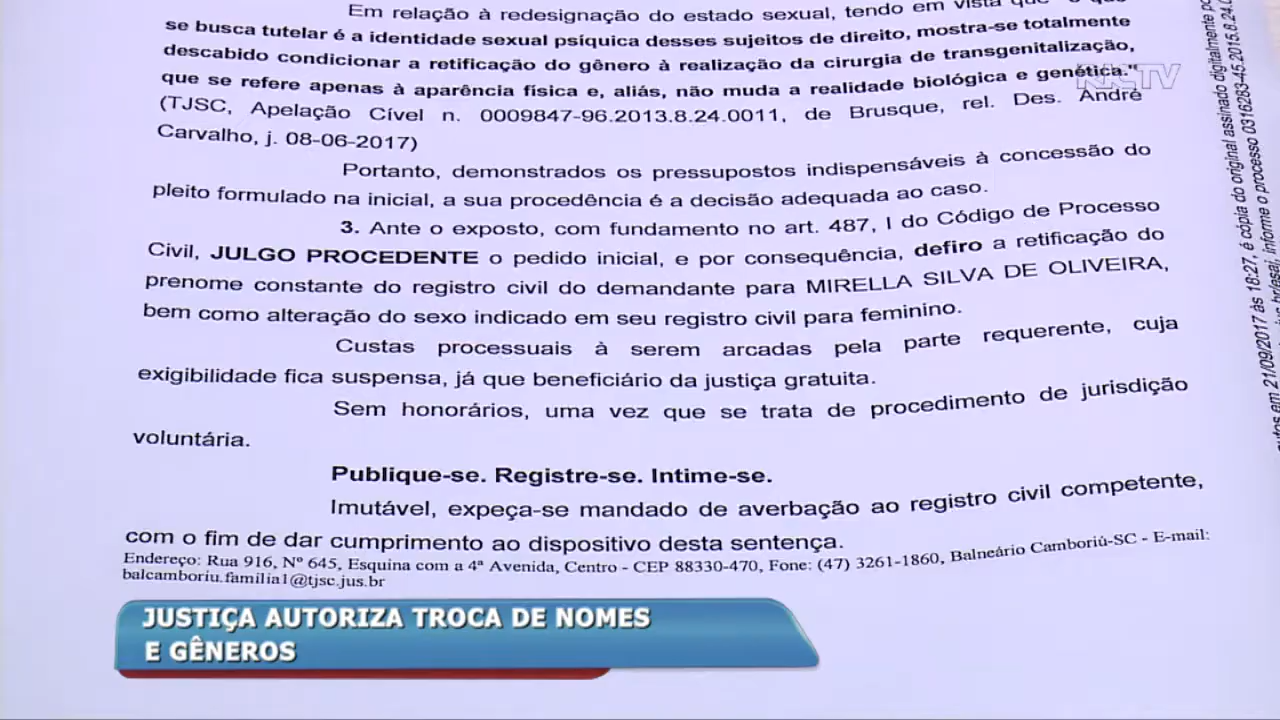 Em relação à redesignação do estado sexual, tendo em vista que "o que
se busca tutelar é a identidade sexual psíquica desses sujeitos de direito, mostra-se totalmente
descabido condicionar a retificação do gênero à realização da cirurgia de transgenitalização,
que se refere apenas à aparência física e, aliás, não muda a realidade biológica e genética."
(TJSC, Apelação Cível n. 0009847-96.2013.8.24.0011, de Brusque, rel. Des. André
Carvalho, j. 08-06-2017)
Portanto, demonstrados os pressupostos indispensáveis à concessão do
pleito formulado na inicial, a sua procedência é a decisão adequada ao caso.
3. Ante o exposto, com fundamento no art. 487, I do Código de Processo
Civil, JULGO PROCEDENTE o pedido inicial, e por consequência, defiro a retificação do
prenome constante do registro civil do demandante para MIRELLA SILVA DE OLIVEIRA,
bem como alteração do sexo indicado em seu registro civil para feminino.
Custas processuais à serem arcadas pela parte requerente, cuja
exigibilidade fica suspensa, já que beneficiário da justiça gratuita.
Sem honorários, uma vez que se trata de procedimento de jurisdição
voluntária.
Publique-se. Registre-se. Intime-se.
Imutável, expeça-se mandado de averbação ao registro civil competente,
com o fim de dar cumprimento ao dispositivo desta sentença.
Endereço: Rua 916, Nº 645, Esquina com a 4ª Avenida, Centro - CEP 88330-470, Fone: (47) 3261-1860, Balneário Camboriú-SC - E-mail:
balcamboriu.familia1@tjsc.jus.br
autos em 21/09/2017 às 18:27, é cópia do original assinado digitalmente
informe o processo 0316283-45.2015.8.24.0
RICTV
JUSTIÇA AUTORIZA TROCA DE NOMES
E GÊNEROS